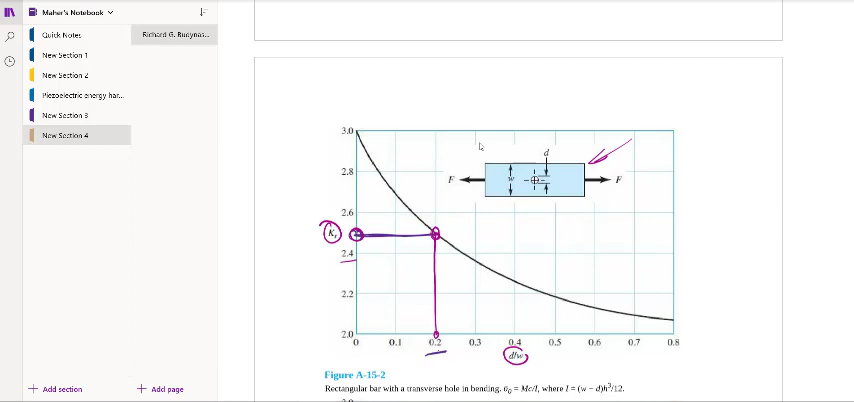 Maher's Notebook
Quick Notes
New Section 1
New Section 2
Piezoelectric energy har...
New Section 3
New Section 4
Add section
Richard G. Budynas...
Add page
3.0
2.8
2.6
Kt
2.4
2.2
2.0
d
F
w
F
0 0.1 0.2 0.3 0.4 0.5 0.6 0.7 0.8
d/w
Figure A-15-2
Rectangular bar with a transverse hole in bending. σ0 = Mc/I, where I = (w − d)h³/12.